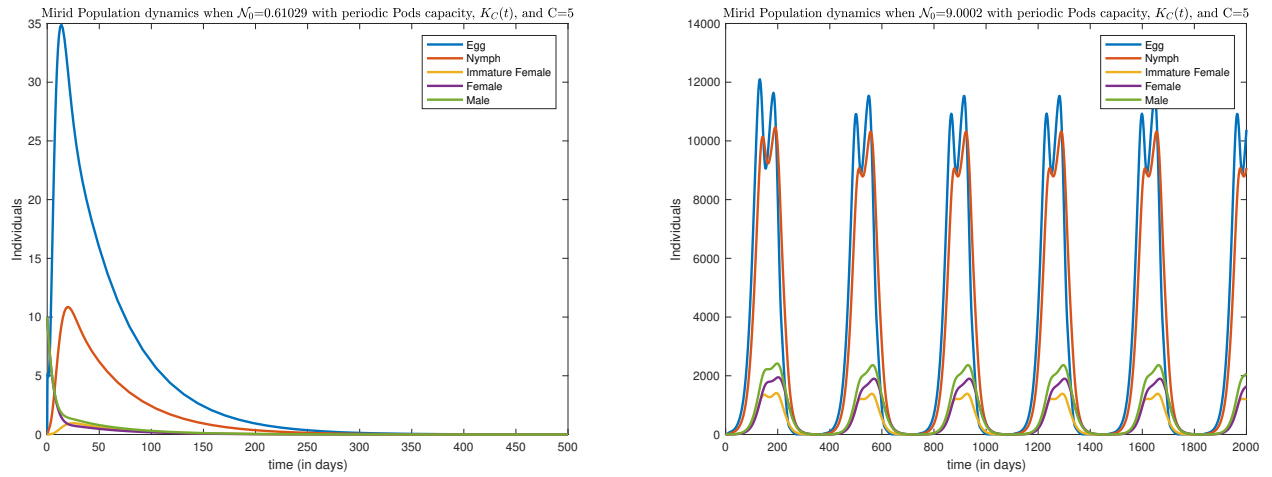 Mirid Population dynamics when 𝒩₀=0.61029 with periodic Pods capacity, K_C(t), and C=5
35
30
25
20
15
10
5
0
Individuals
Egg
Nymph
Immature Female
Female
Male
0 50 100 150 200 250 300 350 400 450 500
time (in days)
Mirid Population dynamics when 𝒩₀=9.0002 with periodic Pods capacity, K_C(t), and C=5
14000
12000
10000
8000
6000
4000
2000
0
Individuals
Egg
Nymph
Immature Female
Female
Male
0 200 400 600 800 1000 1200 1400 1600 1800 2000
time (in days)